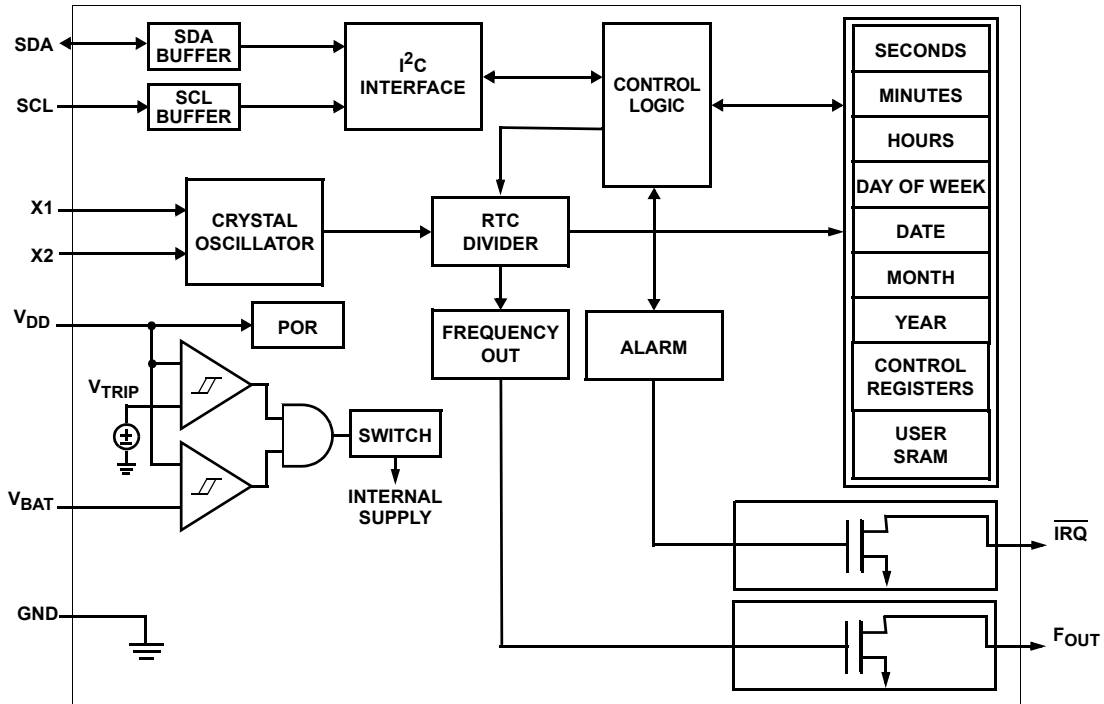 SDA
SDA
BUFFER
SCL
SCL
BUFFER
I²C
INTERFACE
CONTROL
LOGIC
SECONDS
MINUTES
HOURS
DAY OF WEEK
DATE
MONTH
YEAR
CONTROL
REGISTERS
USER
SRAM
X1
X2
CRYSTAL
OSCILLATOR
RTC
DIVIDER
VDD
POR
FREQUENCY
OUT
ALARM
VTRIP
SWITCH
INTERNAL
SUPPLY
VBAT
IRQ
GND
FOUT